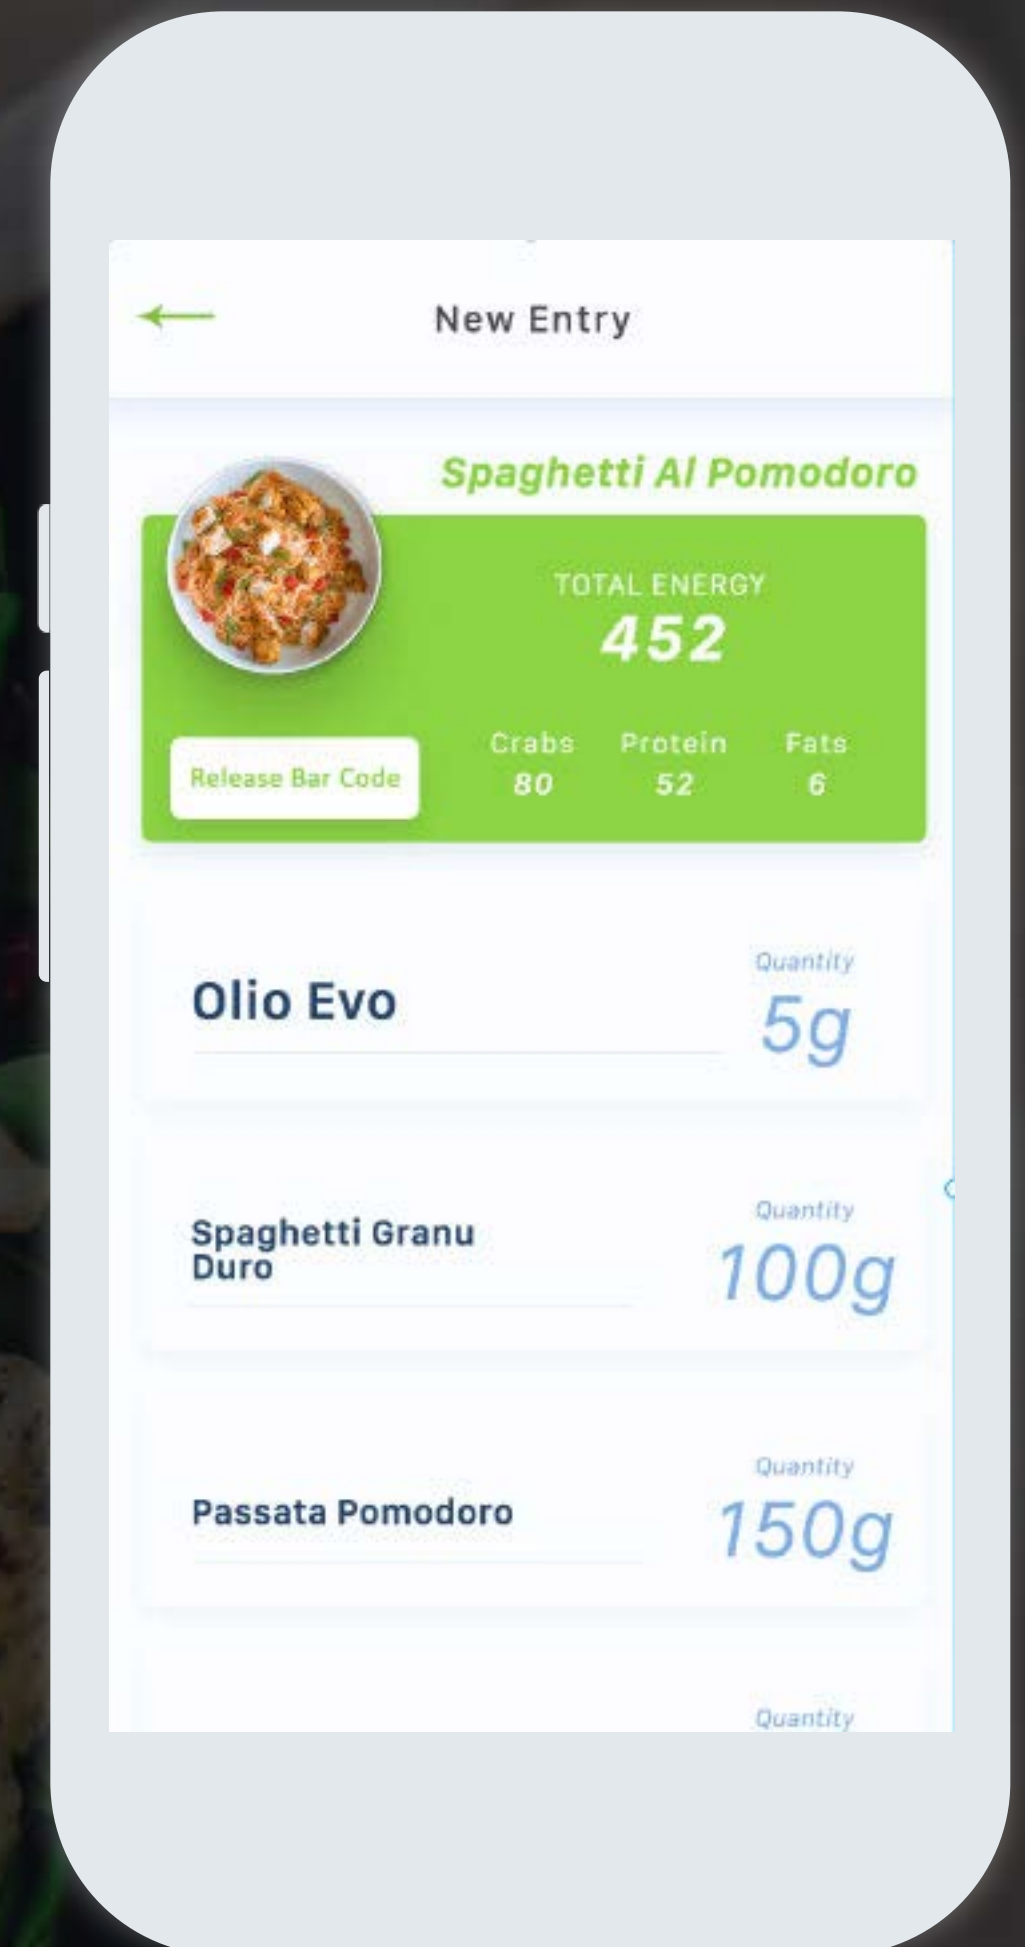 New Entry
Spaghetti Al Pomodoro
TOTAL ENERGY
452
Crabs Protein Fats
80 52 6
Release Bar Code
Quantity
Olio Evo
5g
Quantity
Spaghetti Granu
Duro
100g
Quantity
Passata Pomodoro
150g
Quantity